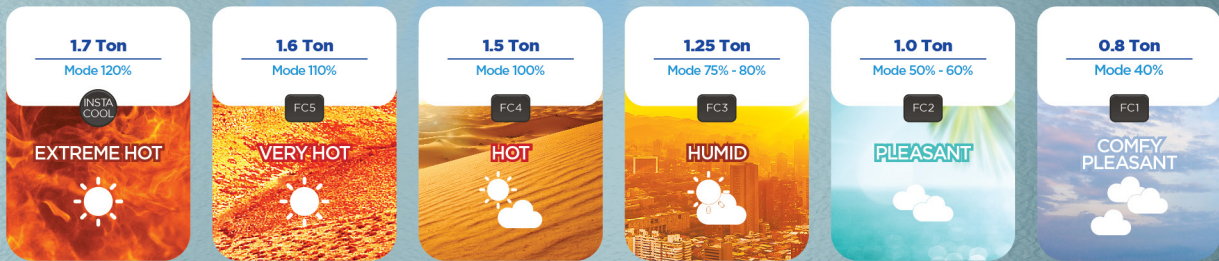 1.7 Ton
Mode 120%
INSTA
COOL
EXTREME HOT
1.6 Ton
Mode 110%
FC5
VERY HOT
1.5 Ton
Mode 100%
FC4
HOT
1.25 Ton
Mode 75% - 80%
FC3
HUMID
1.0 Ton
Mode 50% - 60%
FC2
PLEASANT
0.8 Ton
Mode 40%
FC1
COMFY
PLEASANT